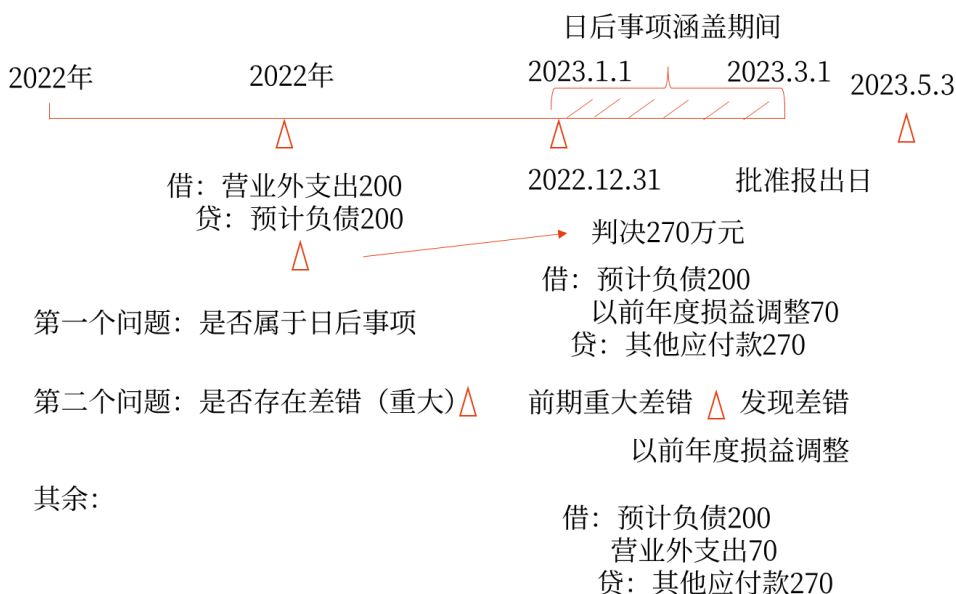 日后事项涵盖期间
2022年
2022年
2023.1.1
2023.3.1
2023.5.3
借：营业外支出200
贷：预计负债200
2022.12.31
批准报出日
判决270万元
借：预计负债200
以前年度损益调整70
贷：其他应付款270
第一个问题：是否属于日后事项
第二个问题：是否存在差错（重大）
前期重大差错
发现差错
以前年度损益调整
其余：
借：预计负债200
营业外支出70
贷：其他应付款270